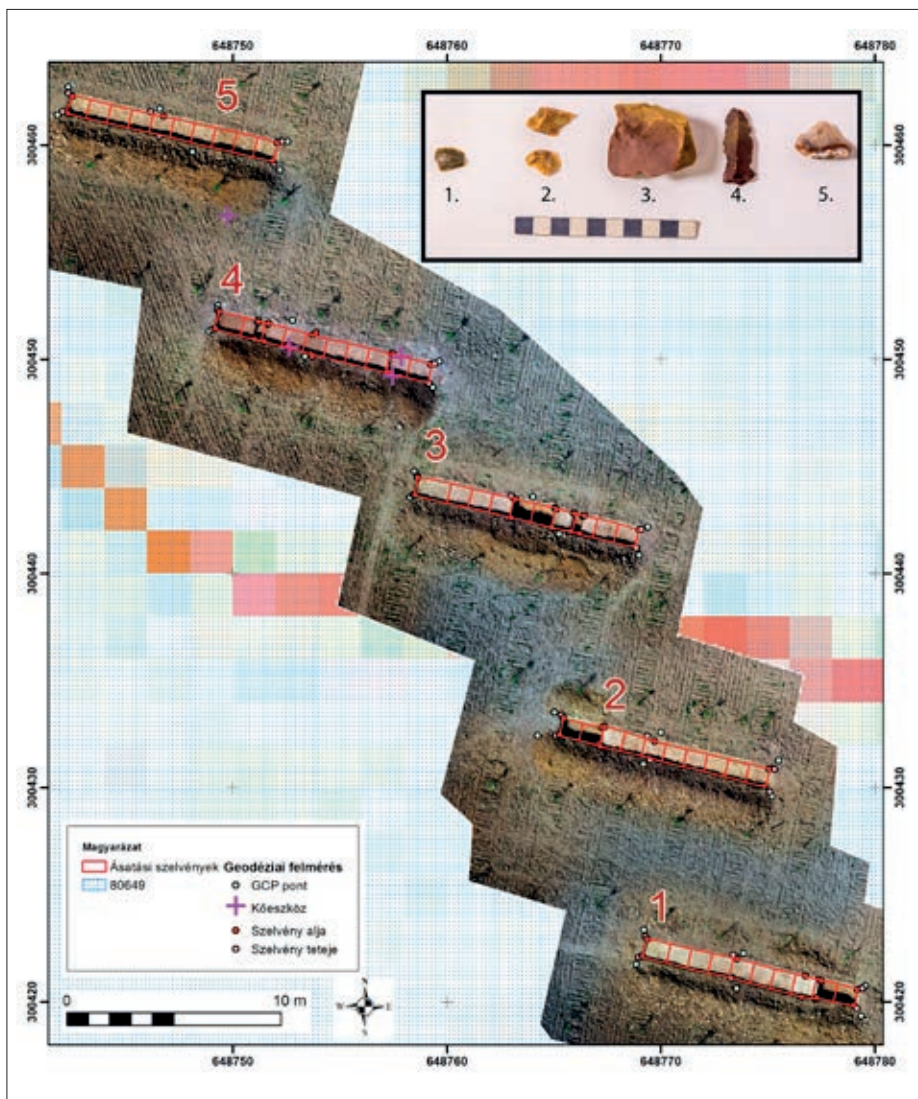 648750 648760 648770 648780
300460
300450
300440
300430
300420
300460
300450
300440
300430
300420
5
4
3
2
1
1. 2. 3. 4. 5.
Magyarázat
Ásatási szelvények
80649
Geodéziai felmérés
GCP pont
Kőeszköz
Szelvény alja
Szelvény teteje
0 10 m
N
W E
S
648750 648760 648770 648780